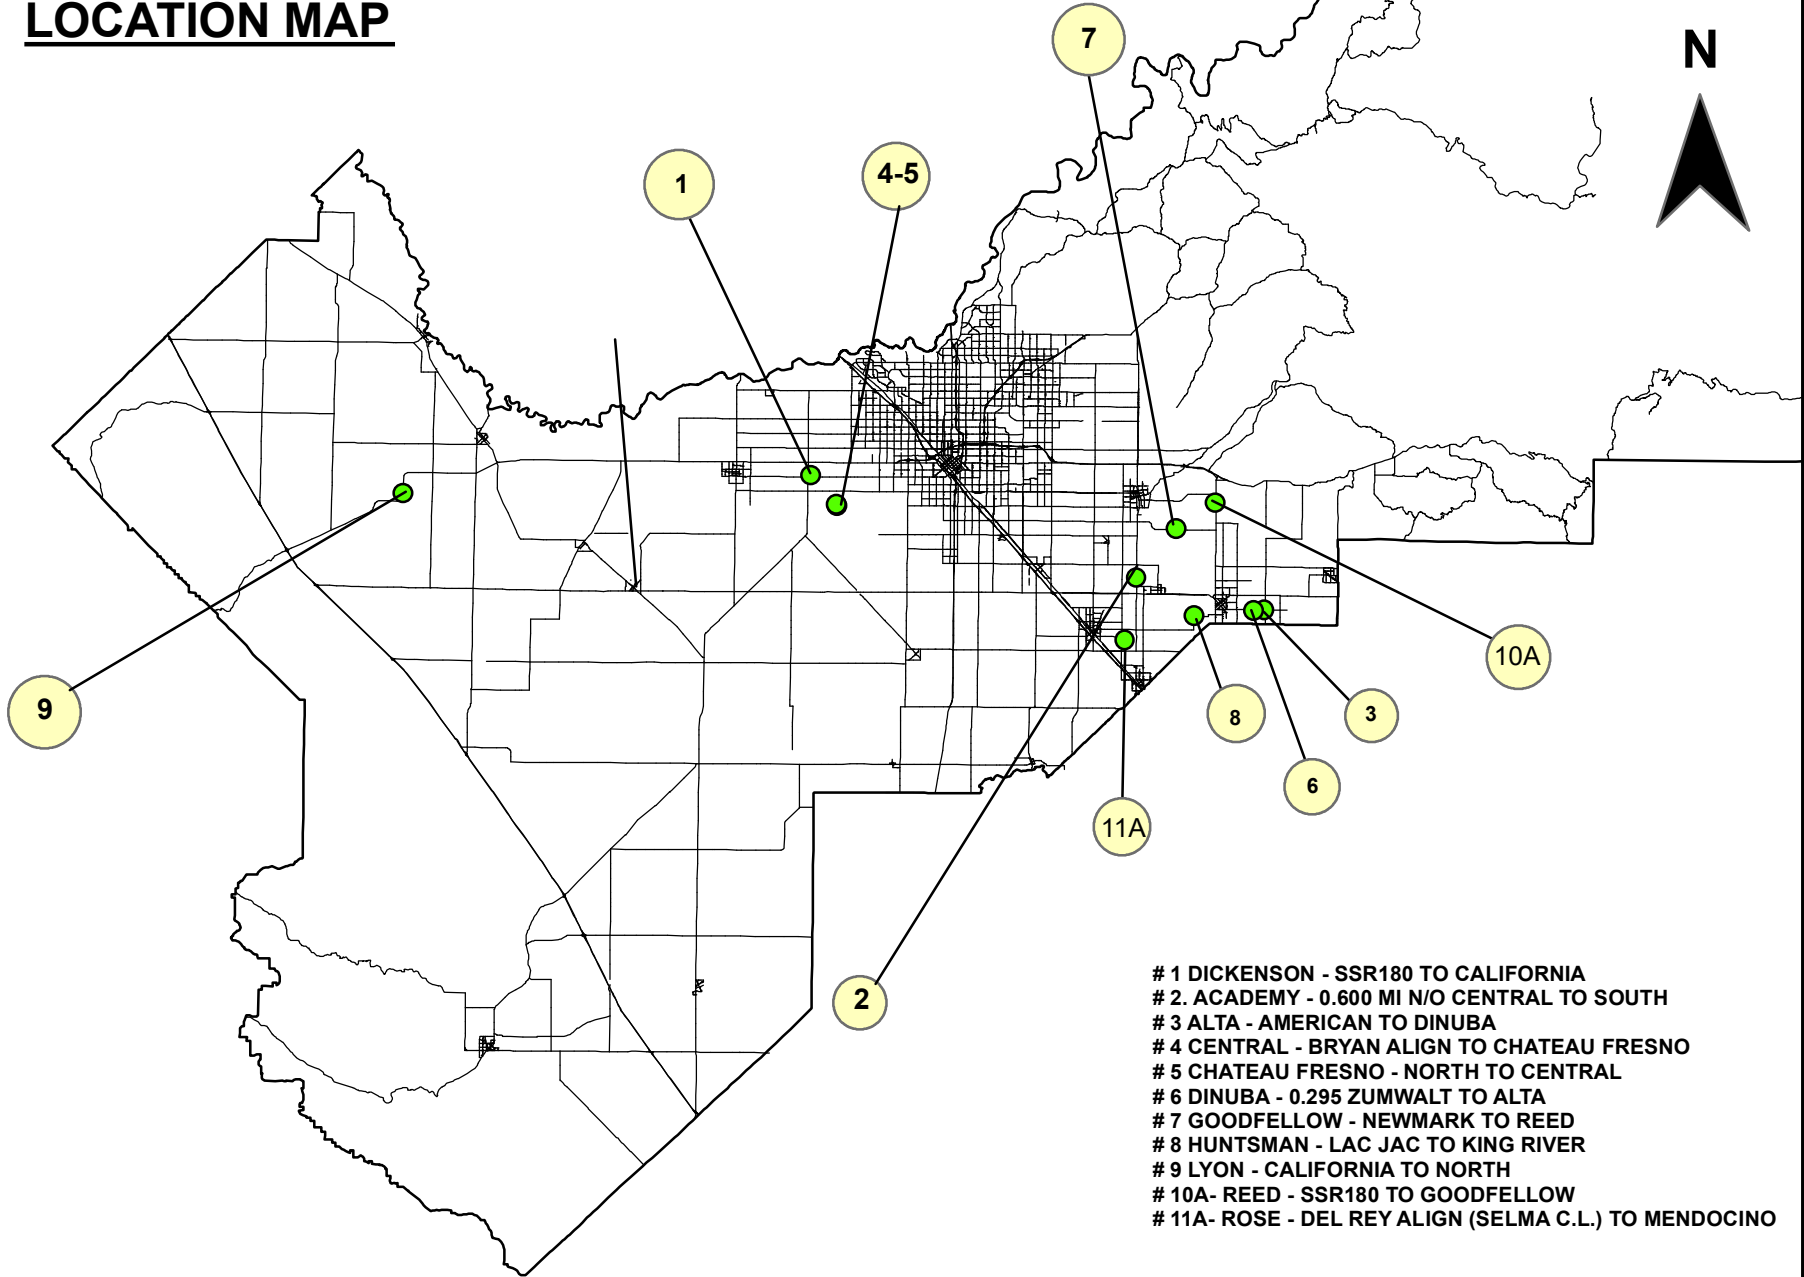 LOCATION MAP
7
N
1
4-5
9
10A
8
3
6
11A
2
# 1 DICKENSON - SSR180 TO CALIFORNIA
# 2. ACADEMY - 0.600 MI N/O CENTRAL TO SOUTH
# 3 ALTA - AMERICAN TO DINUBA
# 4 CENTRAL - BRYAN ALIGN TO CHATEAU FRESNO
# 5 CHATEAU FRESNO - NORTH TO CENTRAL
# 6 DINUBA - 0.295 ZUMWALT TO ALTA
# 7 GOODFELLOW - NEWMARK TO REED
# 8 HUNTSMAN - LAC JAC TO KING RIVER
# 9 LYON - CALIFORNIA TO NORTH
# 10A- REED - SSR180 TO GOODFELLOW
# 11A- ROSE - DEL REY ALIGN (SELMA C.L.) TO MENDOCINO